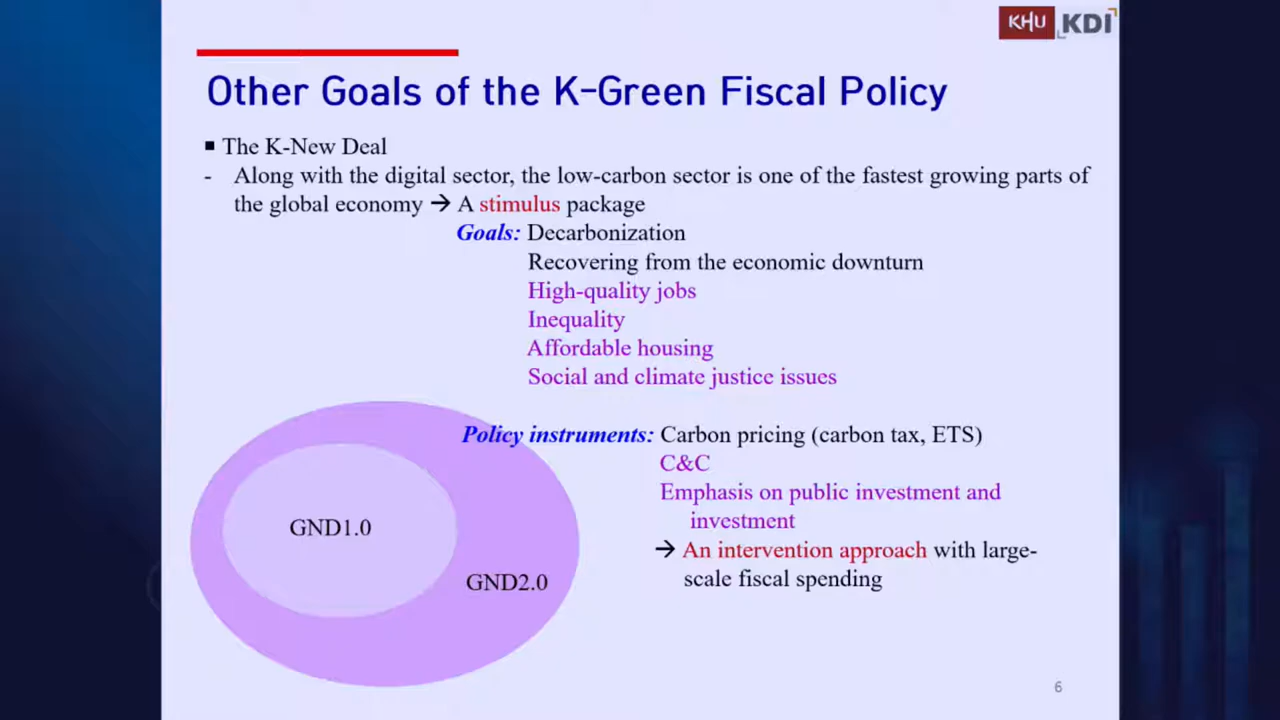 KHU KDI
Other Goals of the K-Green Fiscal Policy
■ The K-New Deal
- Along with the digital sector, the low-carbon sector is one of the fastest growing parts of
the global economy → A stimulus package
Goals: Decarbonization
Recovering from the economic downturn
High-quality jobs
Inequality
Affordable housing
Social and climate justice issues
Policy instruments: Carbon pricing (carbon tax, ETS)
C&C
Emphasis on public investment and
investment
→ An intervention approach with large-
scale fiscal spending
GND1.0
GND2.0
6